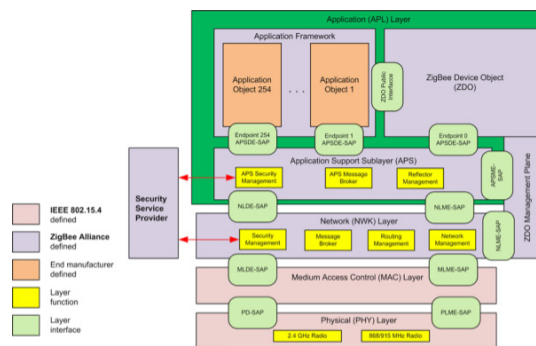 Application (APL) Layer
Application Framework
Application
Object 254
. . .
Application
Object 1
ZDO Public
Interface
ZigBee Device Object
(ZDO)
Endpoint 254
APSDE-SAP
Endpoint 1
APSDE-SAP
Endpoint 0
APSDE-SAP
Application Support Sublayer (APS)
APS Security
Management
APS Message
Broker
Reflector
Management
APSME-
SAP
Security
Service
Provider
NLDE-SAP
NLME-SAP
ZDO Management Plane
Network (NWK) Layer
Security
Management
Message
Broker
Routing
Management
Network
Management
NLME-SAP
MLDE-SAP
MLME-SAP
Medium Access Control (MAC) Layer
PD-SAP
PLME-SAP
Physical (PHY) Layer
2.4 GHz Radio
868/915 MHz Radio
IEEE 802.15.4
defined
ZigBee Alliance
defined
End manufacturer
defined
Layer
function
Layer
interface